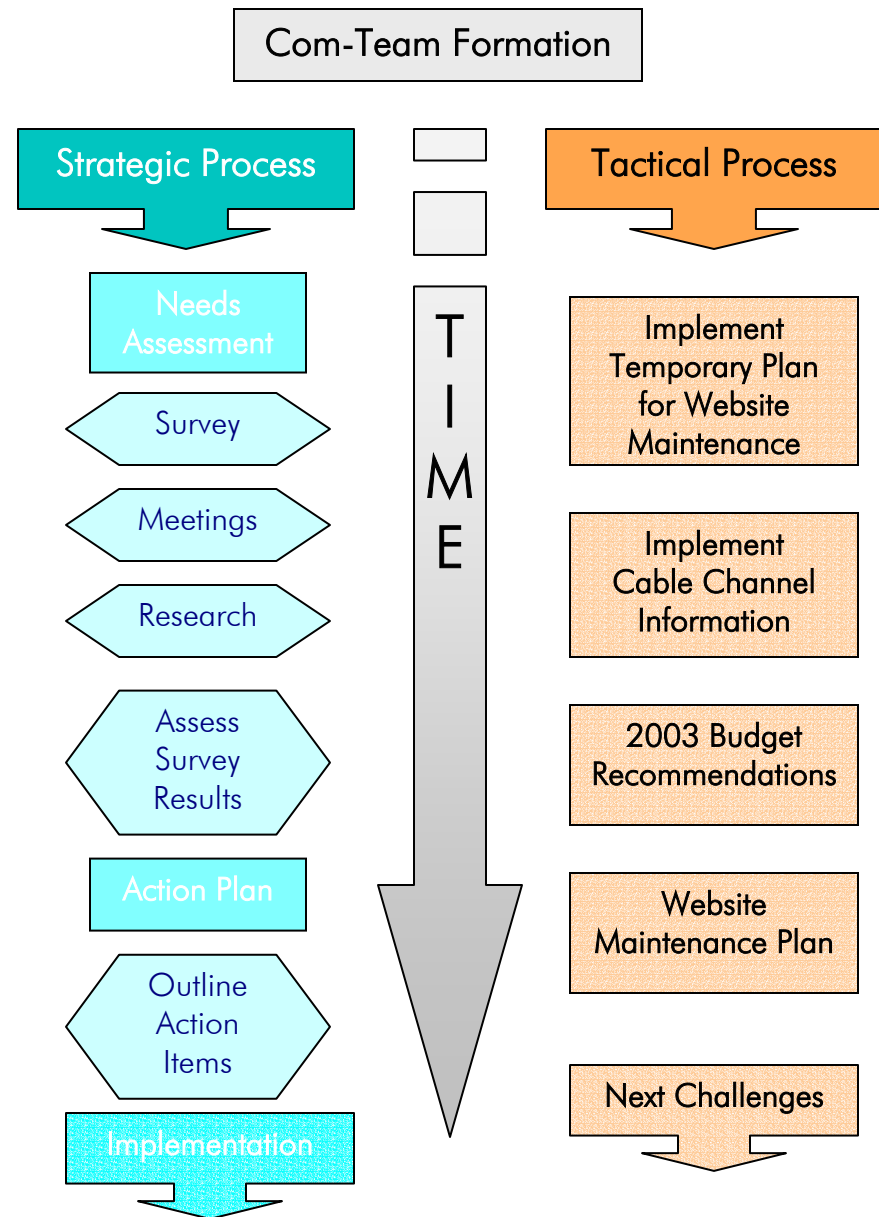 Com-Team Formation
Strategic Process
Needs
Assessment
Survey
Meetings
Research
Assess
Survey
Results
Action Plan
Outline
Action
Items
Implementation
T
I
M
E
Tactical Process
Implement
Temporary Plan
for Website
Maintenance
Implement
Cable Channel
Information
2003 Budget
Recommendations
Website
Maintenance Plan
Next Challenges